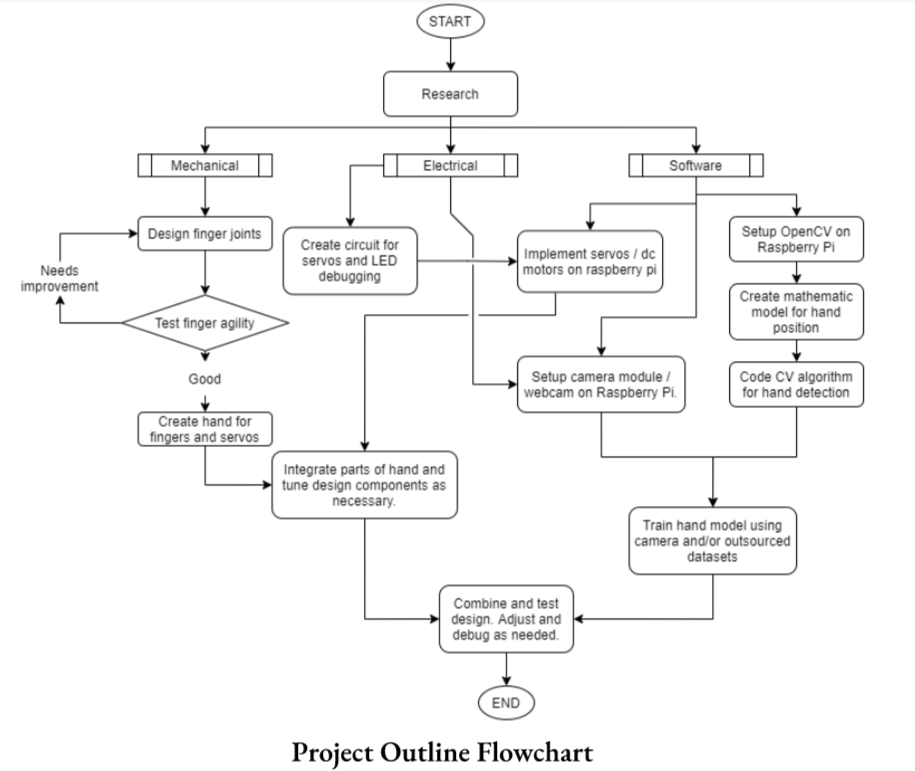 START
Research
Mechanical
Electrical
Software
Design finger joints
Create circuit for
servos and LED
debugging
Implement servos / dc
motors on raspberry pi
Setup OpenCV on
Raspberry Pi
Needs
improvement
Test finger agility
Create mathematic
model for hand
position
Good
Setup camera module /
webcam on Raspberry Pi.
Code CV algorithm
for hand detection
Create hand for
fingers and servos
Integrate parts of hand and
tune design components as
necessary.
Train hand model using
camera and/or outsourced
datasets
Combine and test
design. Adjust and
debug as needed.
END
Project Outline Flowchart